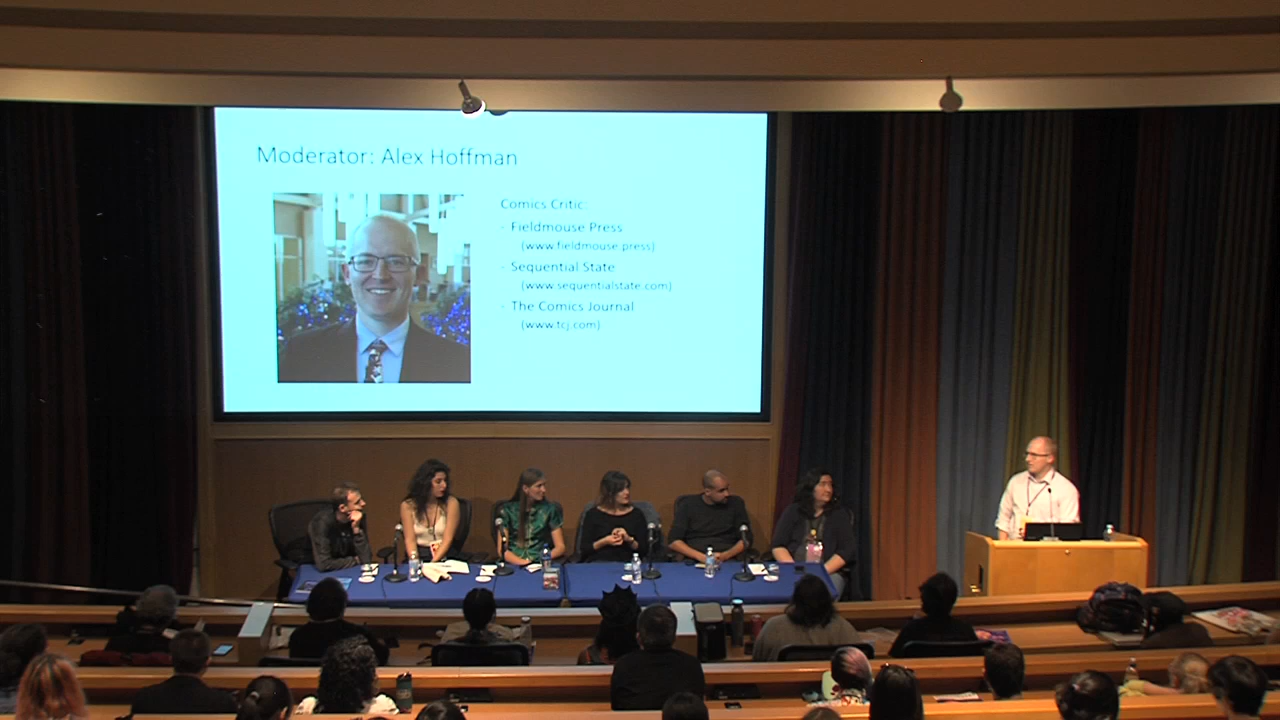 Moderator: Alex Hoffman
Comics Critic:
- Fieldmouse Press
(www.fieldmouse.press)
- Sequential State
(www.sequentialstate.com)
- The Comics Journal
(www.tcj.com)